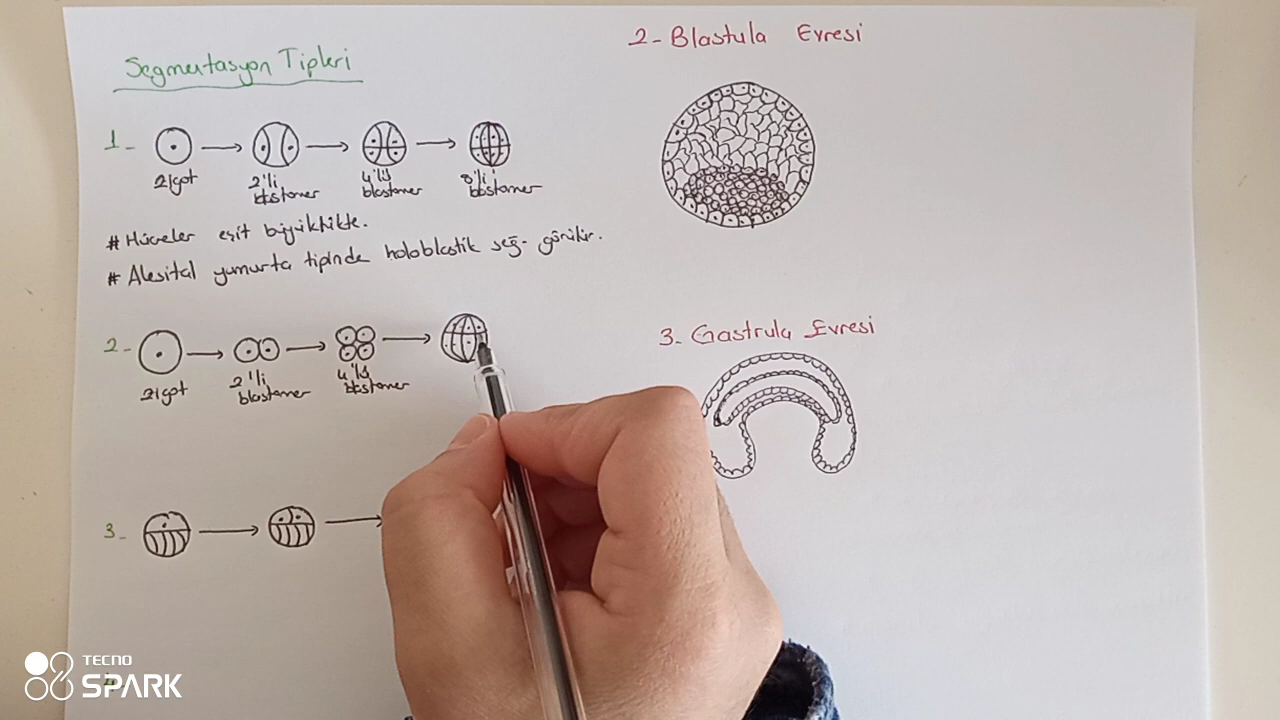 Segmentasyon Tipleri
1-
zigot
2'li blastomer
4'lü blastomer
8'li blastomer
# Hücreler eşit büyüklükte.
# Alesital yumurta tipinde holoblastik seg. görülür.
2-
zigot
2'li blastomer
4'lü blastomer
3-
2- Blastula Evresi
3. Gastrula Evresi
TECNO
SPARK